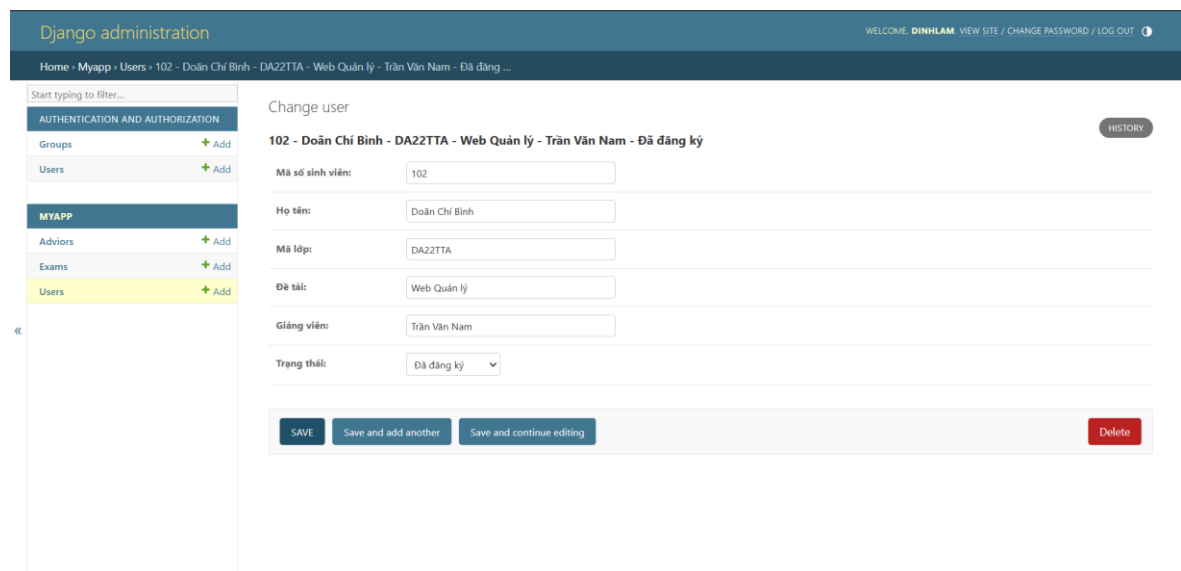 Django administration
WELCOME, DINHLAM. VIEW SITE / CHANGE PASSWORD / LOG OUT
Home › Myapp › Users › 102 - Doãn Chí Bình - DA22TTA - Web Quản lý - Trần Văn Nam - Đã đăng ...
Start typing to filter...
AUTHENTICATION AND AUTHORIZATION
Groups + Add
Users + Add
MYAPP
Adviors + Add
Exams + Add
Users + Add
«
Change user
HISTORY
102 - Doãn Chí Bình - DA22TTA - Web Quản lý - Trần Văn Nam - Đã đăng ký
Mã số sinh viên: 102
Họ tên: Doãn Chí Bình
Mã lớp: DA22TTA
Đề tài: Web Quản lý
Giảng viên: Trần Văn Nam
Trạng thái: Đã đăng ký
SAVE Save and add another Save and continue editing Delete